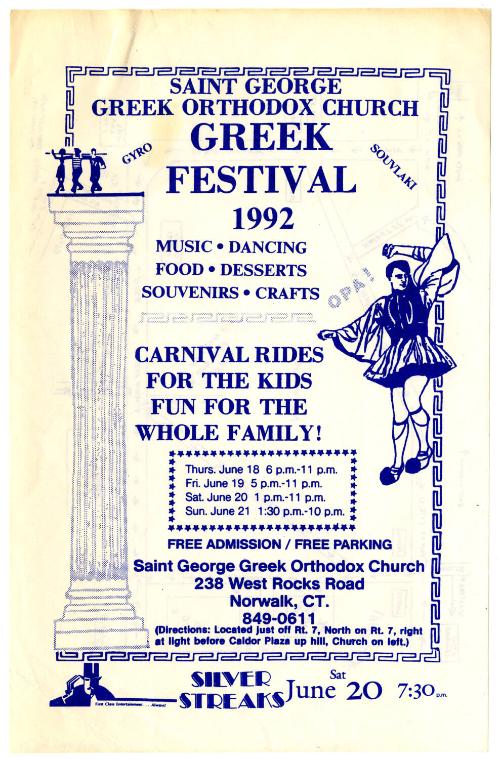 SAINT GEORGE
GREEK ORTHODOX CHURCH
GREEK
FESTIVAL
1992
GYRO
SOUVLAKI
MUSIC • DANCING
FOOD • DESSERTS
SOUVENIRS • CRAFTS
OPA!
CARNIVAL RIDES
FOR THE KIDS
FUN FOR THE
WHOLE FAMILY!
Thurs. June 18 6 p.m.-11 p.m.
Fri. June 19 5 p.m.-11 p.m.
Sat. June 20 1 p.m.-11 p.m.
Sun. June 21 1:30 p.m.-10 p.m.
FREE ADMISSION / FREE PARKING
Saint George Greek Orthodox Church
238 West Rocks Road
Norwalk, CT.
849-0611
(Directions: Located just off Rt. 7, North on Rt. 7, right
at light before Caldor Plaza up hill, Church on left.)
First Class Entertainment . . . Always!
SILVER
STREAKS
Sat
June 20 7:30 p.m.